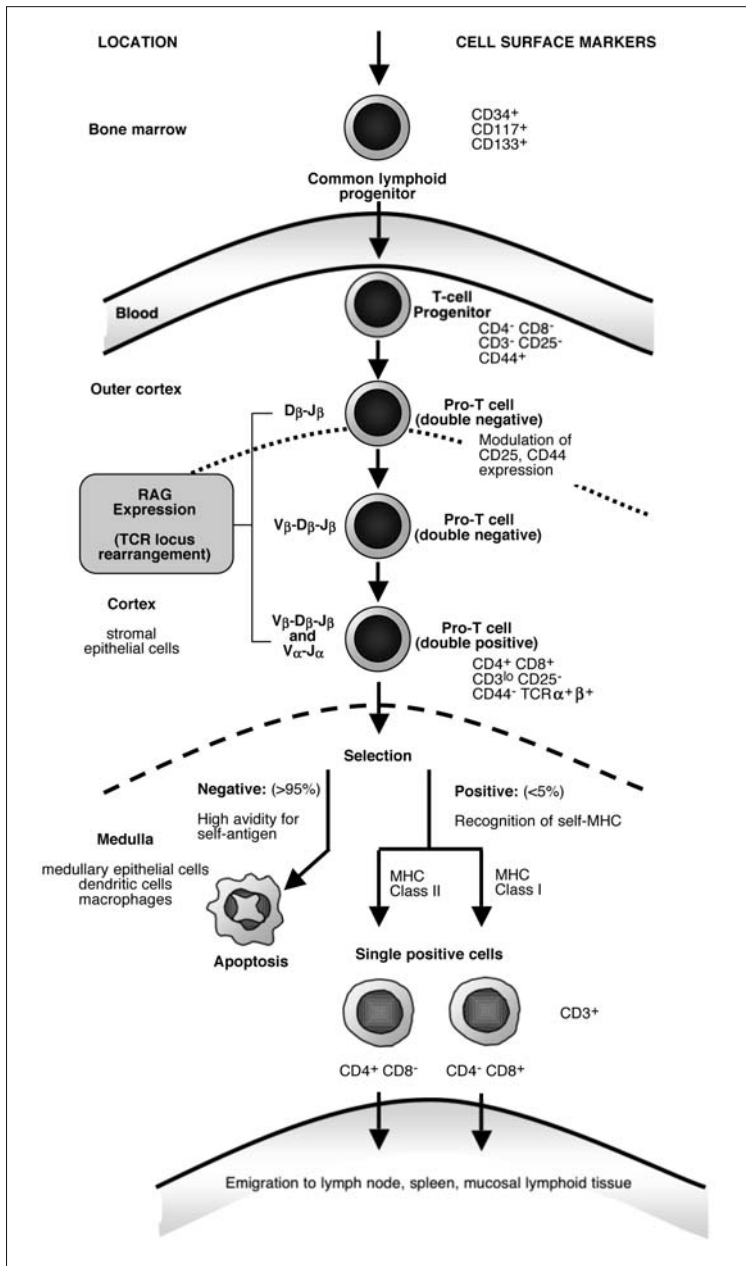 LOCATION
CELL SURFACE MARKERS
Bone marrow
CD34+
CD117+
CD133+
Common lymphoid
progenitor
Blood
T-cell
Progenitor
CD4- CD8-
CD3- CD25-
CD44+
Outer cortex
Dβ-Jβ
Pro-T cell
(double negative)
Modulation of
CD25, CD44
expression
RAG
Expression
(TCR locus
rearrangement)
Vβ-Dβ-Jβ
Pro-T cell
(double negative)
Cortex
stromal
epithelial cells
Vβ-Dβ-Jβ
and
Vα-Jα
Pro-T cell
(double positive)
CD4+ CD8+
CD3lo CD25-
CD44- TCRα+β+
Selection
Negative: (>95%)
High avidity for
self-antigen
Positive: (<5%)
Recognition of self-MHC
Medulla
medullary epithelial cells
dendritic cells
macrophages
MHC
Class II
MHC
Class I
Apoptosis
Single positive cells
CD3+
CD4+ CD8-
CD4- CD8+
Emigration to lymph node, spleen, mucosal lymphoid tissue